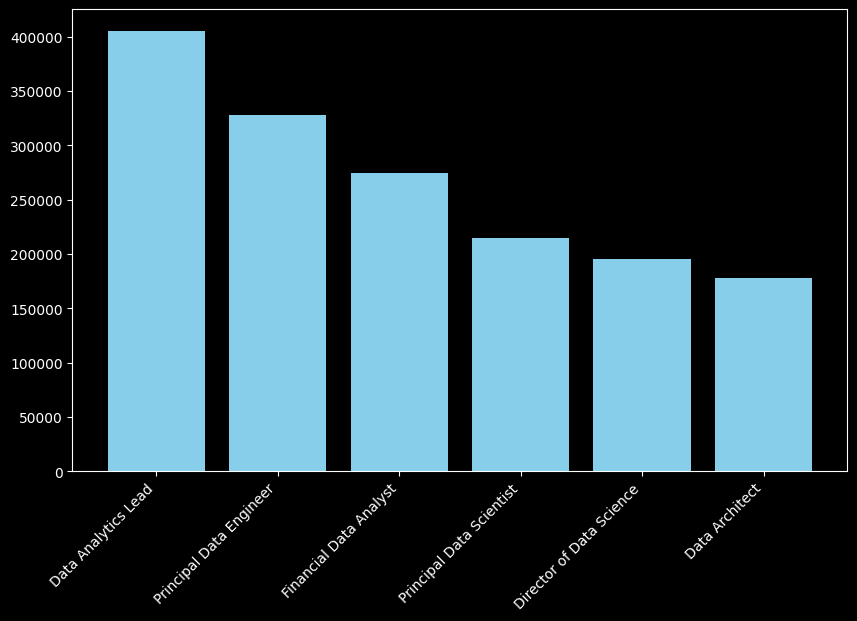 400000
350000
300000
250000
200000
150000
100000
50000
0
Data Analytics Lead
Principal Data Engineer
Financial Data Analyst
Principal Data Scientist
Director of Data Science
Data Architect